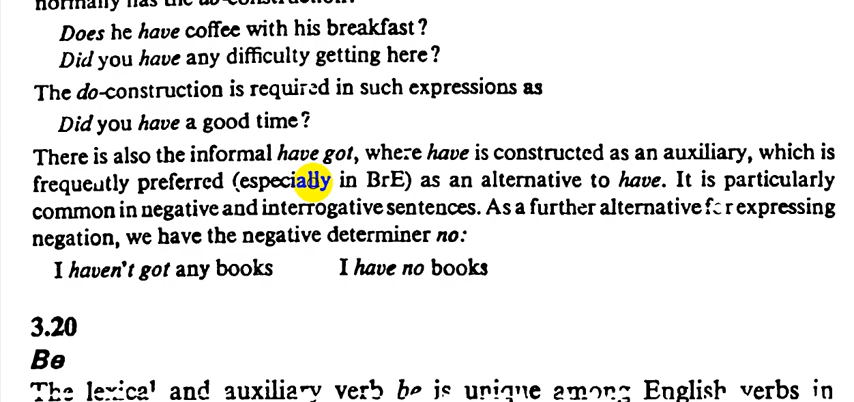 normally has the do-construction:
Does he have coffee with his breakfast?
Did you have any difficulty getting here?
The do-construction is required in such expressions as
Did you have a good time?
There is also the informal have got, where have is constructed as an auxiliary, which is
frequently preferred (especially in BrE) as an alternative to have. It is particularly
common in negative and interrogative sentences. As a further alternative for expressing
negation, we have the negative determiner no:
I haven't got any books I have no books
3.20
Be
The lexical and auxiliary verb be is unique among English verbs in